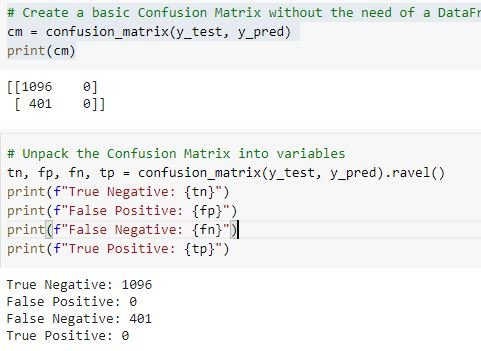 # Create a basic Confusion Matrix without the need of a DataFr
cm = confusion_matrix(y_test, y_pred)
print(cm)
[[1096    0]
 [ 401    0]]
# Unpack the Confusion Matrix into variables
tn, fp, fn, tp = confusion_matrix(y_test, y_pred).ravel()
print(f"True Negative: {tn}")
print(f"False Positive: {fp}")
print(f"False Negative: {fn}")
print(f"True Positive: {tp}")
True Negative: 1096
False Positive: 0
False Negative: 401
True Positive: 0